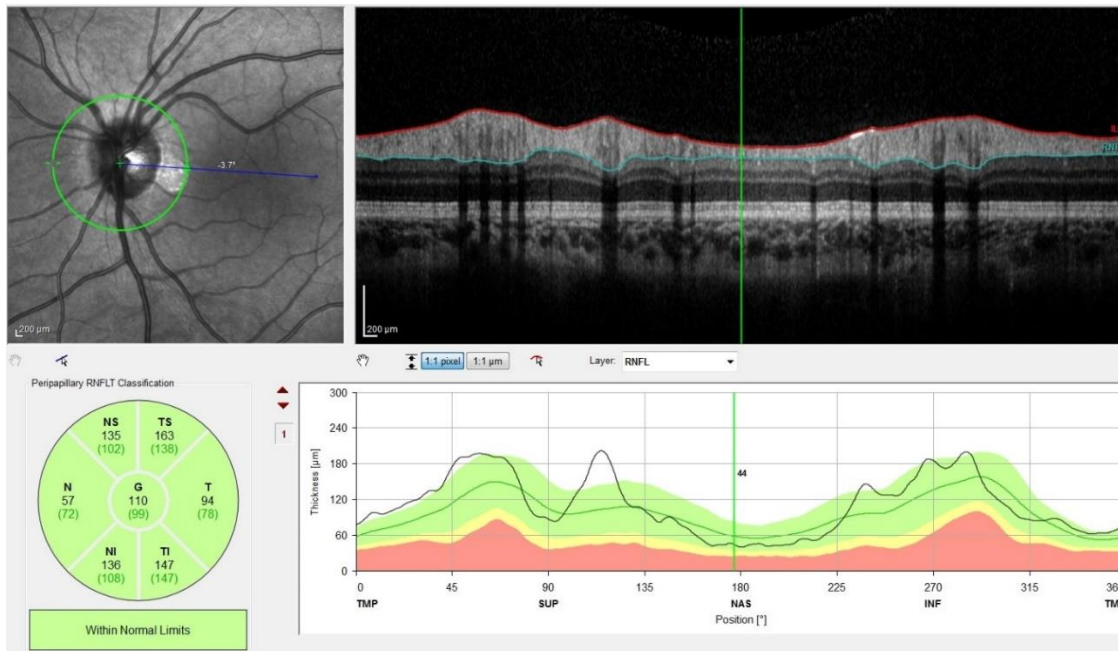 -3.7°
200 µm
200 µm
1:1 pixel
1:1 µm
Layer:
RNFL
Peripapillary RNFLT Classification
NS
135
(102)
TS
163
(138)
N
57
(72)
G
110
(99)
T
94
(78)
NI
136
(108)
TI
147
(147)
Within Normal Limits
1
Thickness [µm]
300
240
180
120
60
0
44
0 45 90 135 180 225 270 315
TMP SUP NAS INF
Position [°]